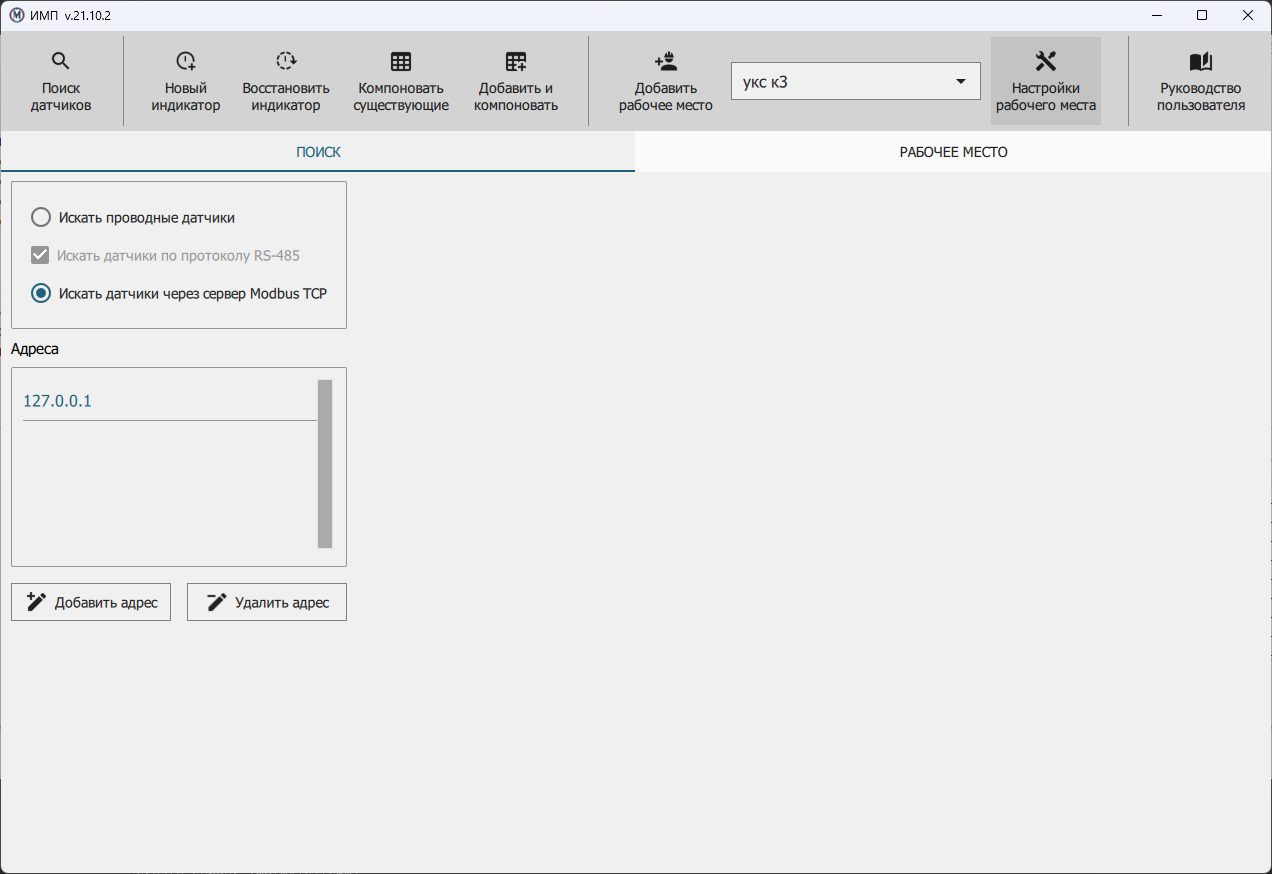 ИМП v.21.10.2
Поиск
датчиков
Новый
индикатор
Восстановить
индикатор
Компоновать
существующие
Добавить и
компоновать
Добавить
рабочее место
укс к3
Настройки
рабочего места
Руководство
пользователя
ПОИСК
РАБОЧЕЕ МЕСТО
Искать проводные датчики
Искать датчики по протоколу RS-485
Искать датчики через сервер Modbus TCP
Адреса
127.0.0.1
Добавить адрес
Удалить адрес